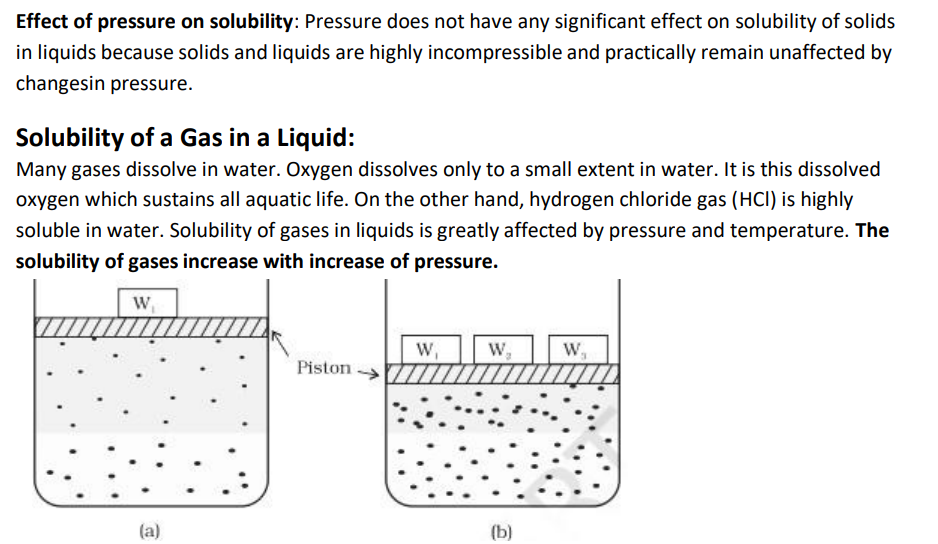 Effect of pressure on solubility: Pressure does not have any significant effect on solubility of solids
in liquids because solids and liquids are highly incompressible and practically remain unaffected by
changesin pressure.
Solubility of a Gas in a Liquid:
Many gases dissolve in water. Oxygen dissolves only to a small extent in water. It is this dissolved
oxygen which sustains all aquatic life. On the other hand, hydrogen chloride gas (HCl) is highly
soluble in water. Solubility of gases in liquids is greatly affected by pressure and temperature. The
solubility of gases increase with increase of pressure.
W₁
Piston
W₁ W₂ W₃
(a) (b)